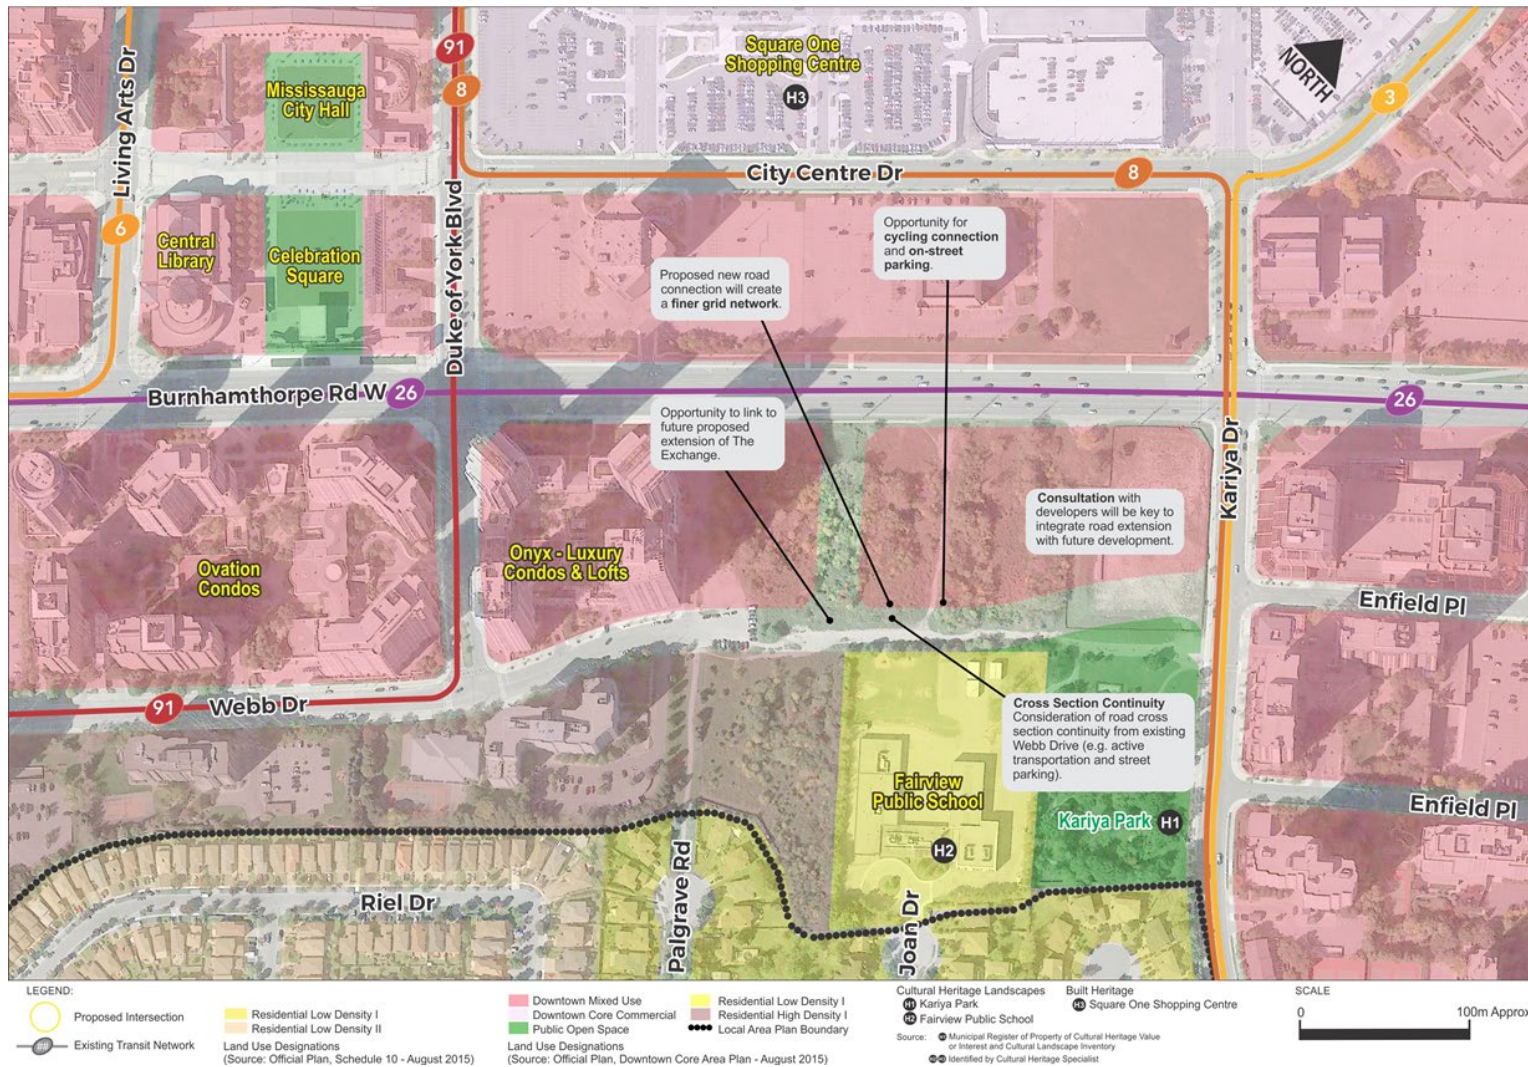 91
Square One
Shopping Centre
H3
NORTH
3
8
Mississauga
City Hall
Living Arts Dr
City Centre Dr
8
6
Central
Library
Celebration
Square
Duke of York Blvd
Opportunity for
cycling connection
and on-street
parking.
Proposed new road
connection will create
a finer grid network.
Burnhamthorpe Rd W
26
26
Opportunity to link to
future proposed
extension of The
Exchange.
Kariya Dr
Consultation with
developers will be key to
integrate road extension
with future development.
Ovation
Condos
Onyx - Luxury
Condos & Lofts
Enfield Pl
91
Webb Dr
Cross Section Continuity
Consideration of road cross
section continuity from existing
Webb Drive (e.g. active
transportation and street
parking).
Fairview
Public School
H2
Kariya Park
H1
Enfield Pl
Riel Dr
Palgrave Rd
Joan Dr
LEGEND:
Proposed Intersection
##
Existing Transit Network
Residential Low Density I
Residential Low Density II
Land Use Designations
(Source: Official Plan, Schedule 10 - August 2015)
Downtown Mixed Use
Downtown Core Commercial
Public Open Space
Residential Low Density I
Residential High Density I
Local Area Plan Boundary
Land Use Designations
(Source: Official Plan, Downtown Core Area Plan - August 2015)
Cultural Heritage Landscapes
H1 Kariya Park
H2 Fairview Public School
Built Heritage
H3 Square One Shopping Centre
Source: H1 Municipal Register of Property of Cultural Heritage Value
or Interest and Cultural Landscape Inventory
H2 H3 Identified by Cultural Heritage Specialist
SCALE
0
100m Approx